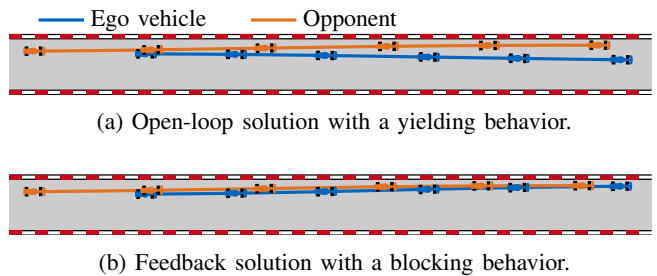 Ego vehicle Opponent
(a) Open-loop solution with a yielding behavior.
(b) Feedback solution with a blocking behavior.